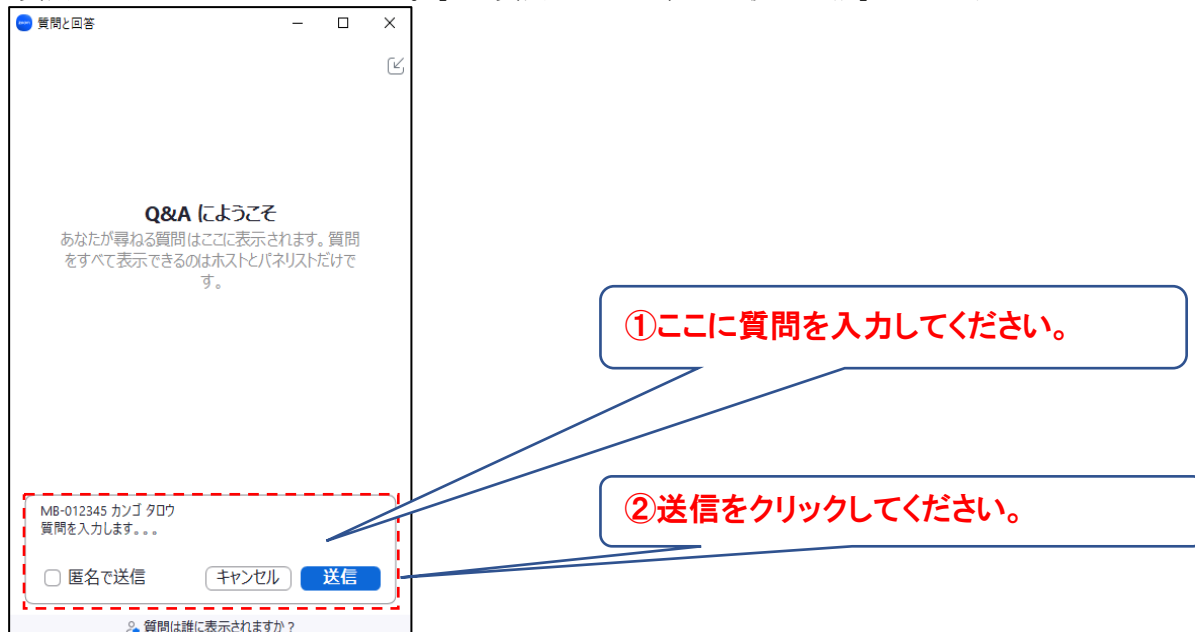 zoom 質問と回答
Q&A にようこそ
あなたが尋ねる質問はここに表示されます。質問
をすべて表示できるのはホストとパネリストだけで
す。
①ここに質問を入力してください。
②送信をクリックしてください。
MB-012345 カンゴ タロウ
質問を入力します。。。
匿名で送信 キャンセル 送信
質問は誰に表示されますか?